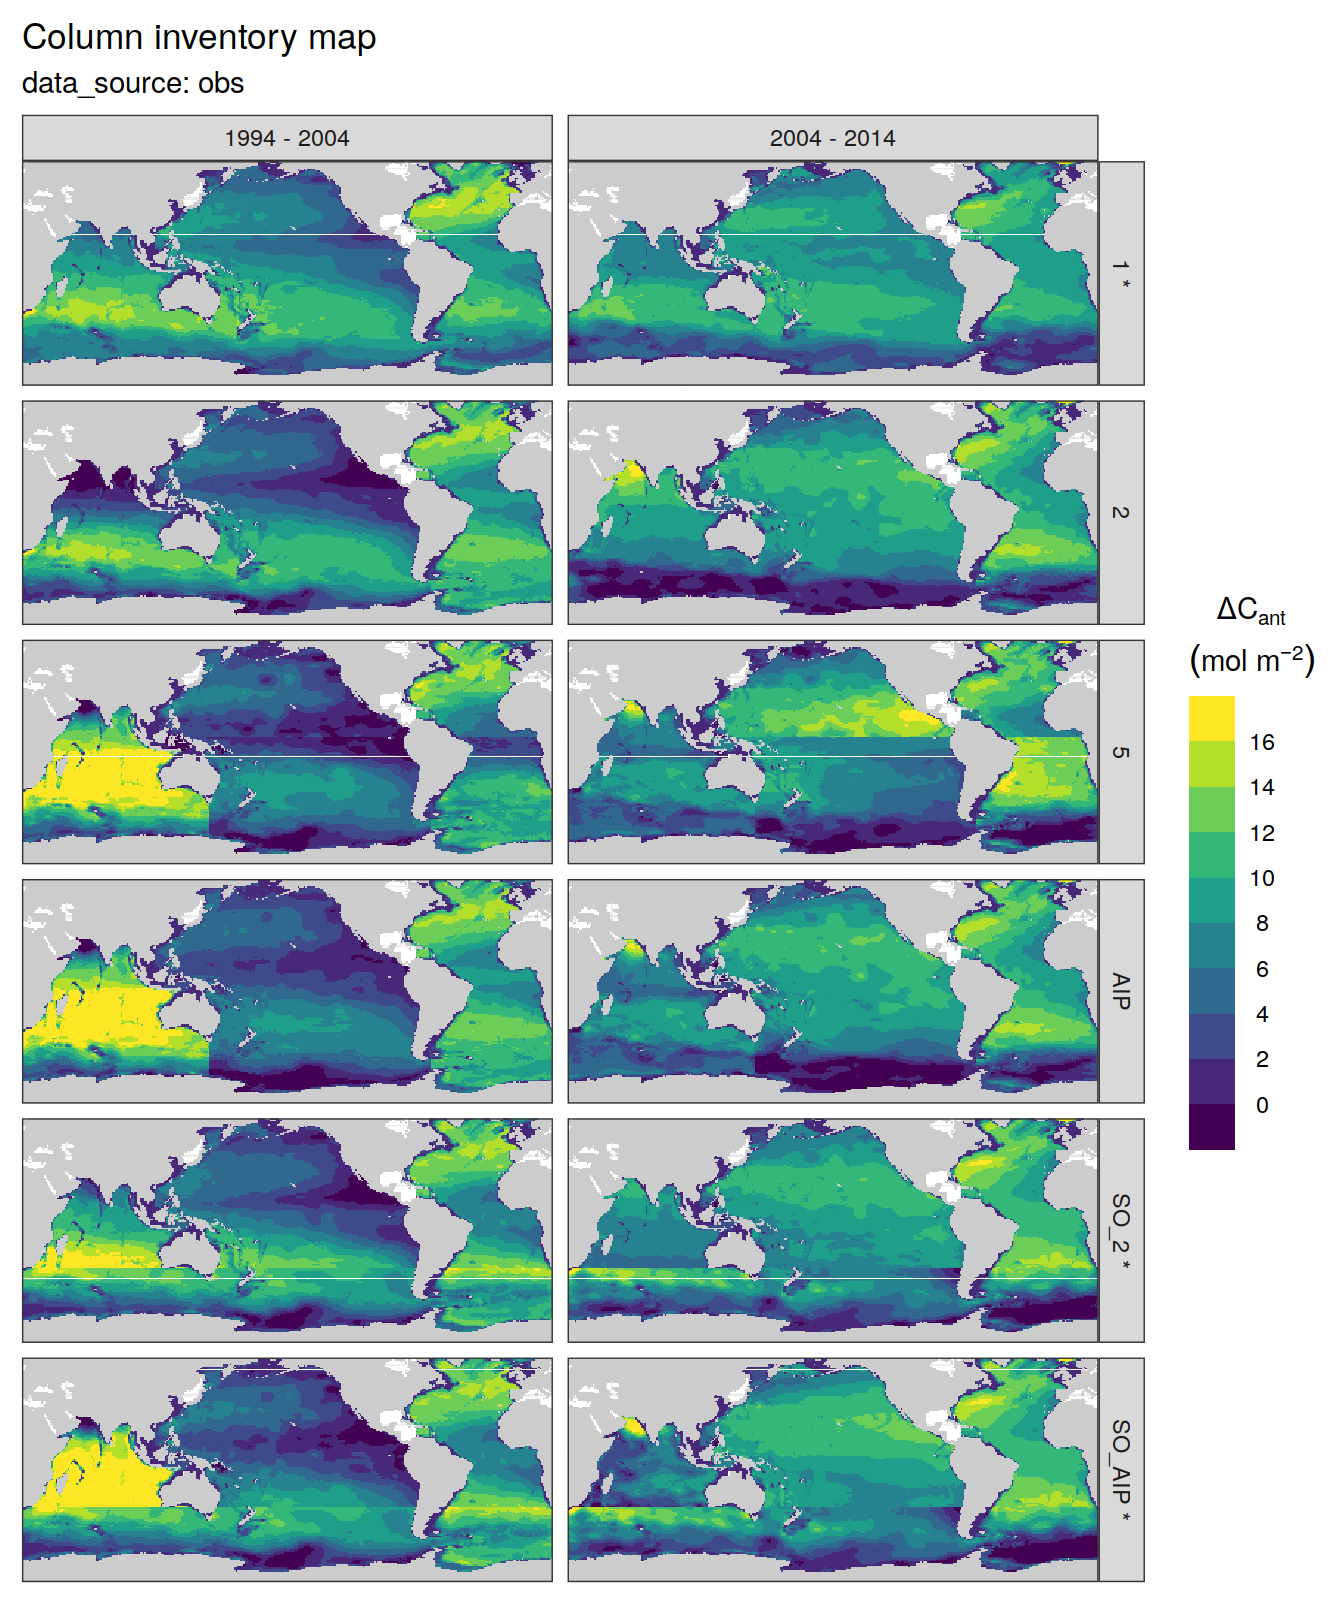 Column inventory map
data_source: obs
1994 - 2004
2004 - 2014
1 *
2
5
AIP
SO_2 *
SO_AIP *
ΔCant
(mol m−2)
16
14
12
10
8
6
4
2
0